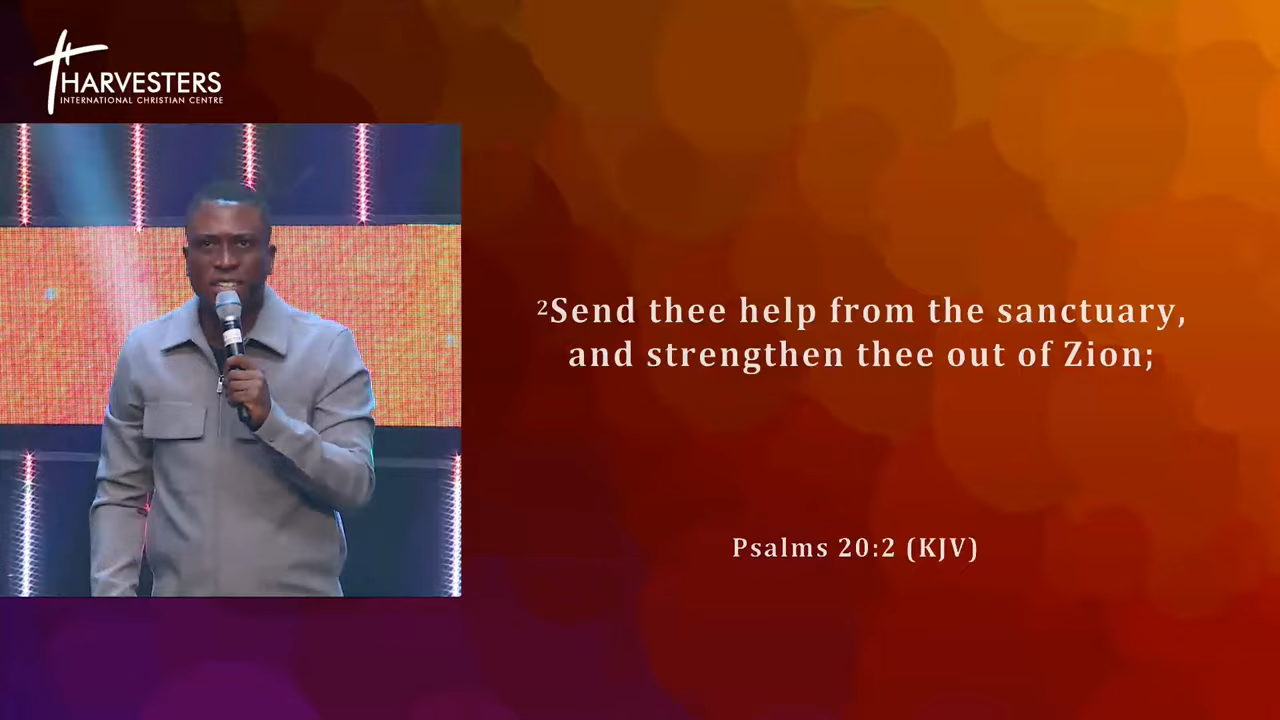 HARVESTERS
INTERNATIONAL CHRISTIAN CENTRE
²Send thee help from the sanctuary,
and strengthen thee out of Zion;
Psalms 20:2 (KJV)